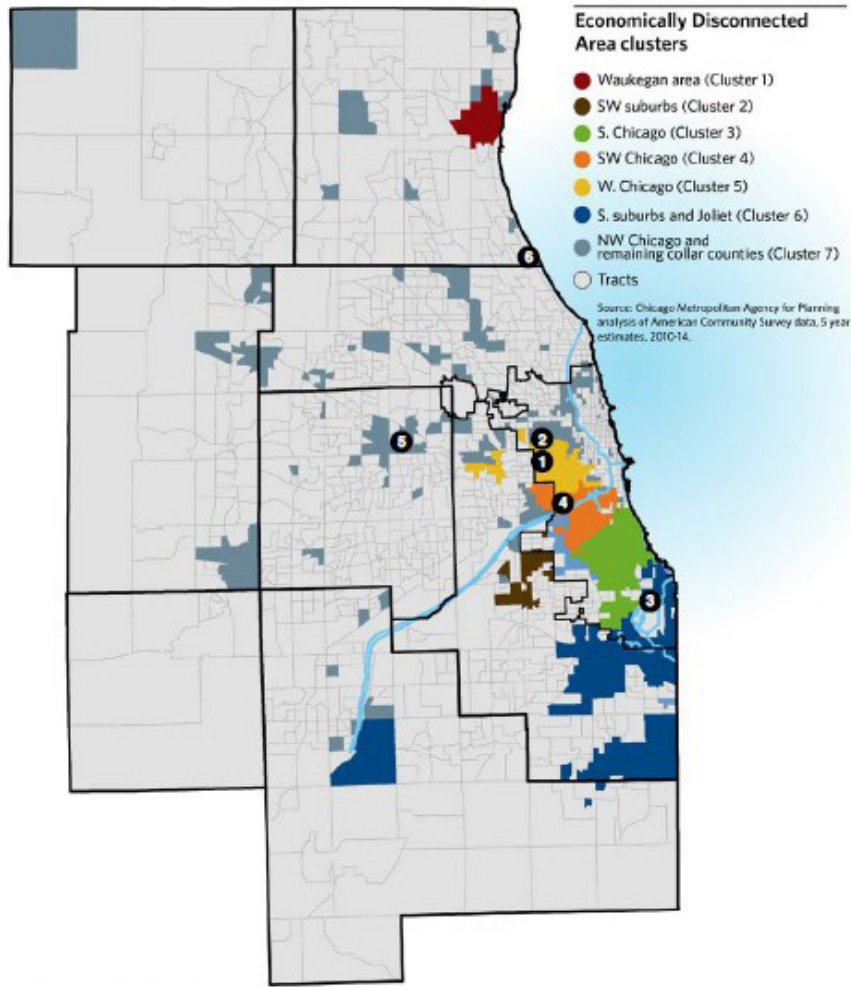 Economically Disconnected
Area clusters
Waukegan area (Cluster 1)
SW suburbs (Cluster 2)
S. Chicago (Cluster 3)
SW Chicago (Cluster 4)
W. Chicago (Cluster 5)
S. suburbs and Joliet (Cluster 6)
NW Chicago and
remaining collar counties (Cluster 7)
Tracts
Source: Chicago Metropolitan Agency for Planning
analysis of American Community Survey data, 5 year
estimates, 2010-14.
6
5
2
1
4
3